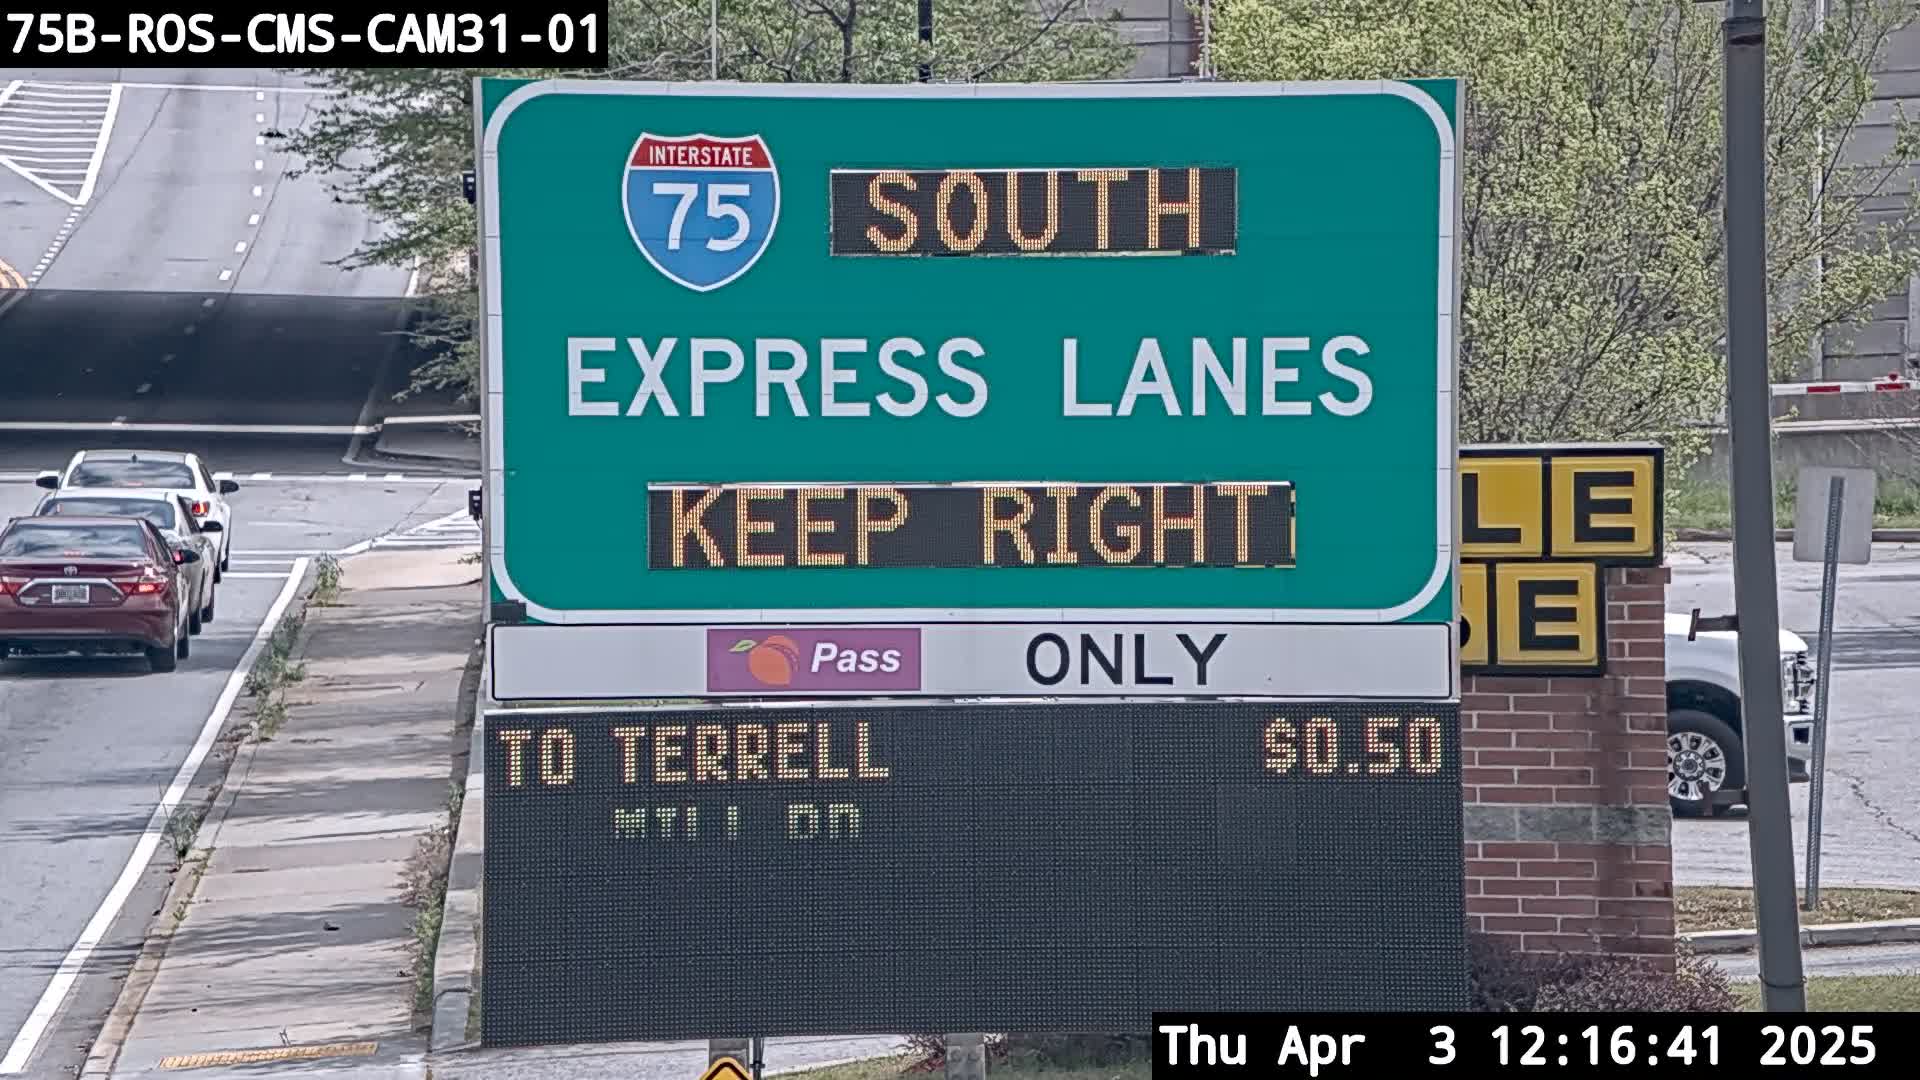 75B-ROS-CMS-CAM31-01
INTERSTATE
75
SOUTH
EXPRESS LANES
KEEP RIGHT
Pass ONLY
TO TERRELL $0.50
LE
E
Thu Apr 3 12:16:41 2025